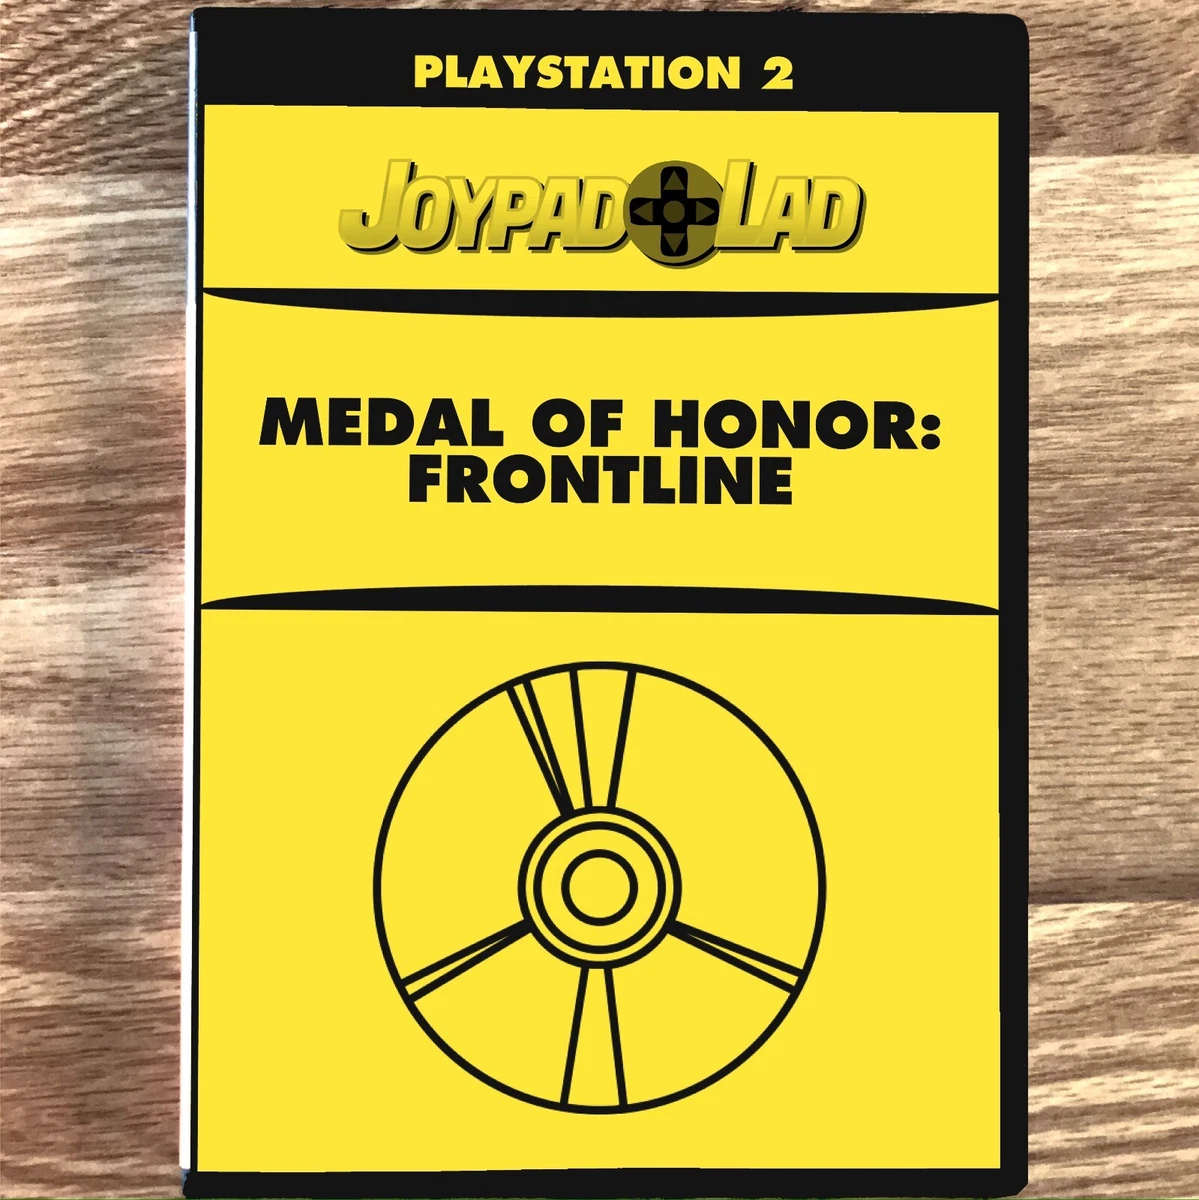 PLAYSTATION 2
JOYPAD LAD
MEDAL OF HONOR:
FRONTLINE